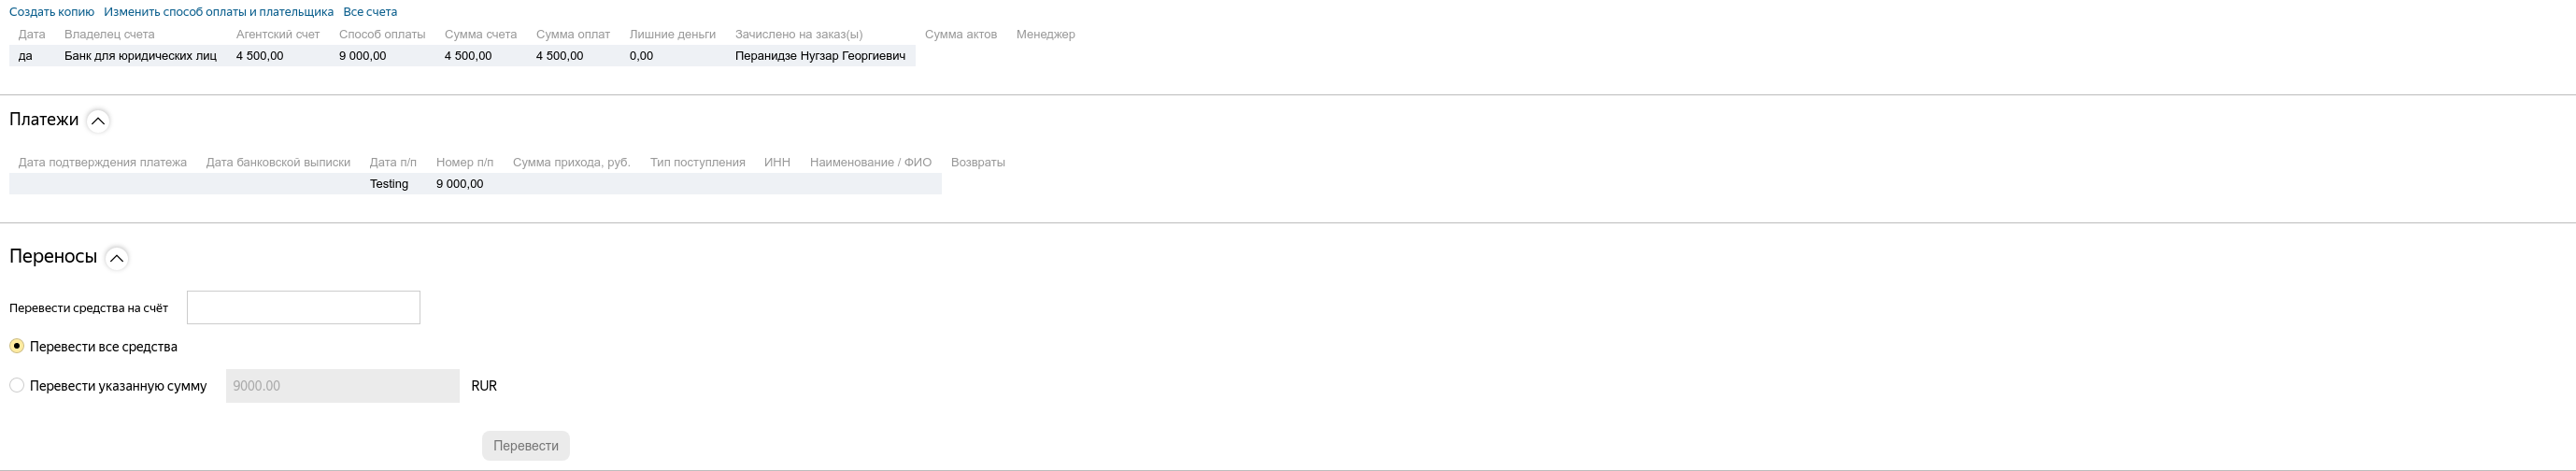 Создать копию Изменить способ оплаты и плательщика Все счета
Дата Владелец счета Агентский счет Способ оплаты Сумма счета Сумма оплат Лишние деньги Зачислено на заказ(ы) Сумма актов Менеджер
да Банк для юридических лиц 4 500,00 9 000,00 4 500,00 4 500,00 0,00 Перанидзе Нугзар Георгиевич
Платежи
Дата подтверждения платежа Дата банковской выписки Дата п/п Номер п/п Сумма прихода, руб. Тип поступления ИНН Наименование / ФИО Возвраты
Testing 9 000,00
Переносы
Перевести средства на счёт
Перевести все средства
Перевести указанную сумму 9000.00 RUR
Перевести